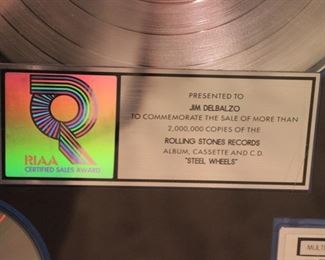 RIAA
CERTIFIED SALES AWARD
PRESENTED TO
JIM DELBALZO
TO COMMEMORATE THE SALE OF MORE THAN
2,000,000 COPIES OF THE
ROLLING STONES RECORDS
ALBUM, CASSETTE AND C.D.
"STEEL WHEELS"
MULTI